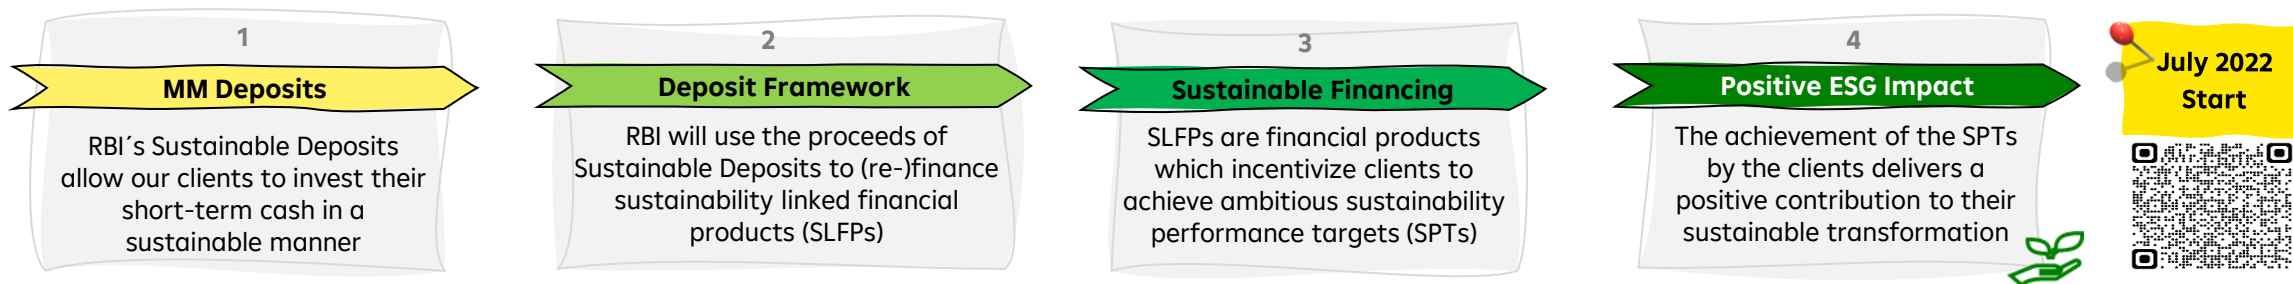 1
MM Deposits
RBI´s Sustainable Deposits
allow our clients to invest their
short-term cash in a
sustainable manner
2
Deposit Framework
RBI will use the proceeds of
Sustainable Deposits to (re-)finance
sustainability linked financial
products (SLFPs)
3
Sustainable Financing
SLFPs are financial products
which incentivize clients to
achieve ambitious sustainability
performance targets (SPTs)
4
Positive ESG Impact
The achievement of the SPTs
by the clients delivers a
positive contribution to their
sustainable transformation
July 2022
Start